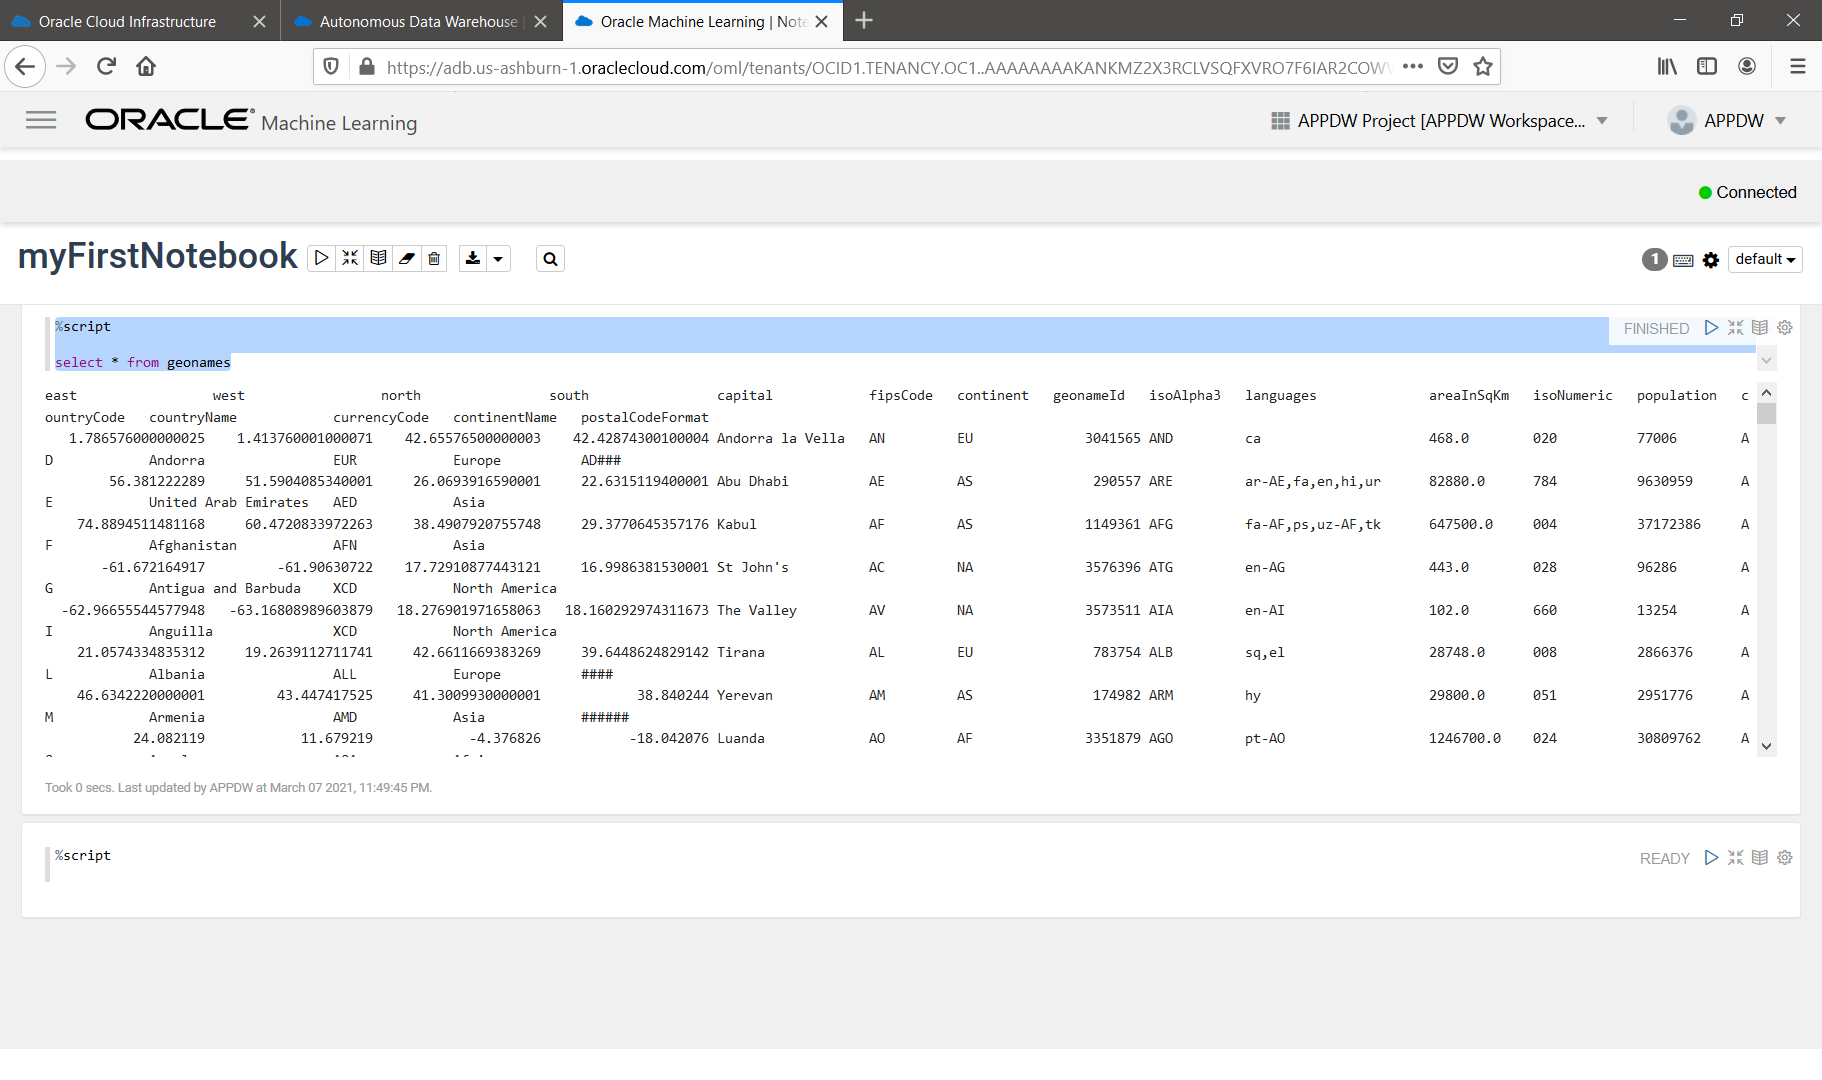 Oracle Cloud Infrastructure
Autonomous Data Warehouse
Oracle Machine Learning | Note
https://adb.us-ashburn-1.oraclecloud.com/oml/tenants/OCID1.TENANCY.OC1..AAAAAAAAKANKMZ2X3RCLVSQFXVRO7F6IAR2COWV
ORACLE Machine Learning
APPDW Project [APPDW Workspace...
APPDW
Connected
myFirstNotebook
1
default
%script
FINISHED
select * from geonames
east west north south capital fipsCode continent geonameId isoAlpha3 languages areaInSqKm isoNumeric population c
ountryCode countryName currencyCode continentName postalCodeFormat
1.786576000000025 1.413760001000071 42.65576500000003 42.42874300100004 Andorra la Vella AN EU 3041565 AND ca 468.0 020 77006 A
D Andorra EUR Europe AD###
56.381222289 51.5904085340001 26.0693916590001 22.6315119400001 Abu Dhabi AE AS 290557 ARE ar-AE,fa,en,hi,ur 82880.0 784 9630959 A
E United Arab Emirates AED Asia
74.8894511481168 60.4720833972263 38.4907920755748 29.3770645357176 Kabul AF AS 1149361 AFG fa-AF,ps,uz-AF,tk 647500.0 004 37172386 A
F Afghanistan AFN Asia
-61.672164917 -61.90630722 17.72910877443121 16.9986381530001 St John's AC NA 3576396 ATG en-AG 443.0 028 96286 A
G Antigua and Barbuda XCD North America
-62.96655544577948 -63.16808989603879 18.276901971658063 18.160292974311673 The Valley AV NA 3573511 AIA en-AI 102.0 660 13254 A
I Anguilla XCD North America
21.0574334835312 19.2639112711741 42.6611669383269 39.6448624829142 Tirana AL EU 783754 ALB sq,el 28748.0 008 2866376 A
L Albania ALL Europe ####
46.6342220000001 43.447417525 41.3009930000001 38.840244 Yerevan AM AS 174982 ARM hy 29800.0 051 2951776 A
M Armenia AMD Asia ######
24.082119 11.679219 -4.376826 -18.042076 Luanda AO AF 3351879 AGO pt-AO 1246700.0 024 30809762 A
Took 0 secs. Last updated by APPDW at March 07 2021, 11:49:45 PM.
%script
READY